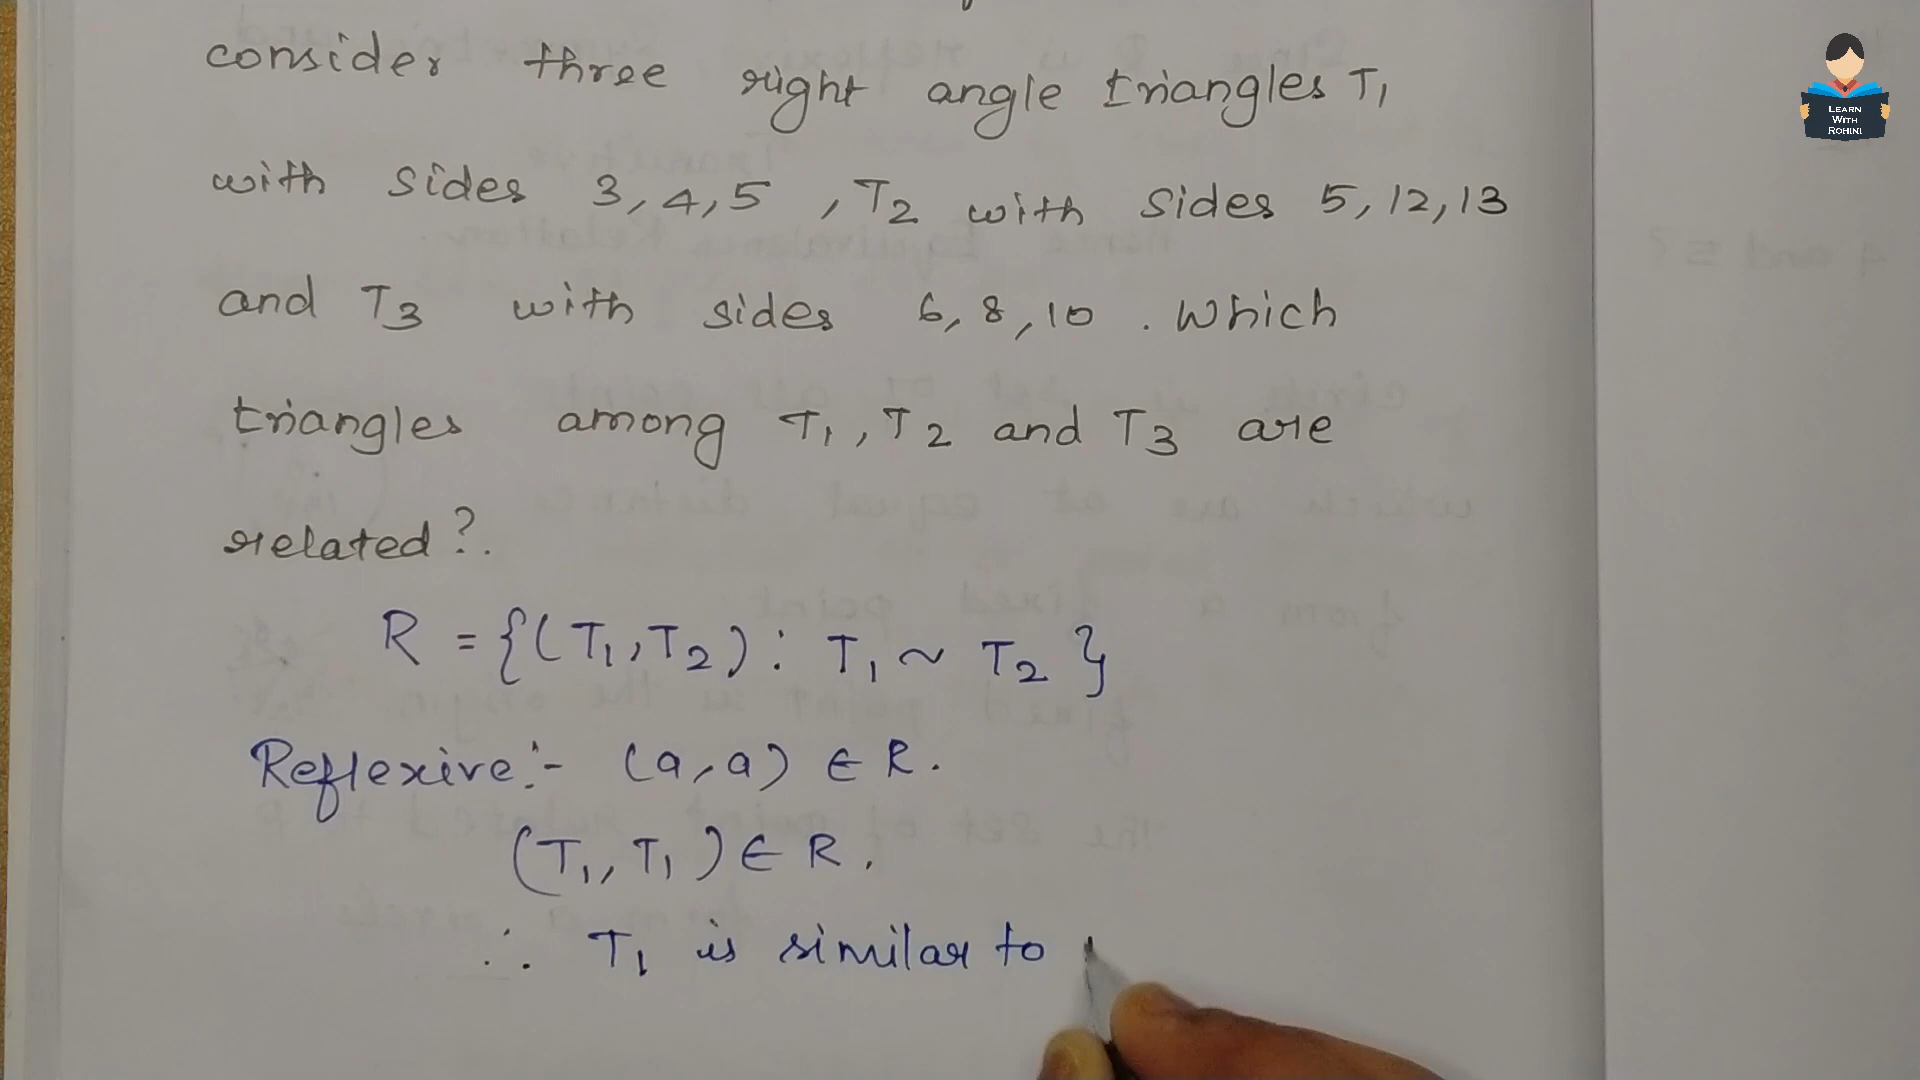 consider three right angle triangles T1
with sides 3,4,5 , T2 with sides 5,12,13
and T3 with sides 6,8,10 . Which
triangles among T1, T2 and T3 are
related?.
R = {(T1,T2) : T1 ~ T2 }
Reflexive:- (a,a) ∈ R.
(T1,T1) ∈ R.
∴ T1 is similar to
LEARN
WITH
ROHINI